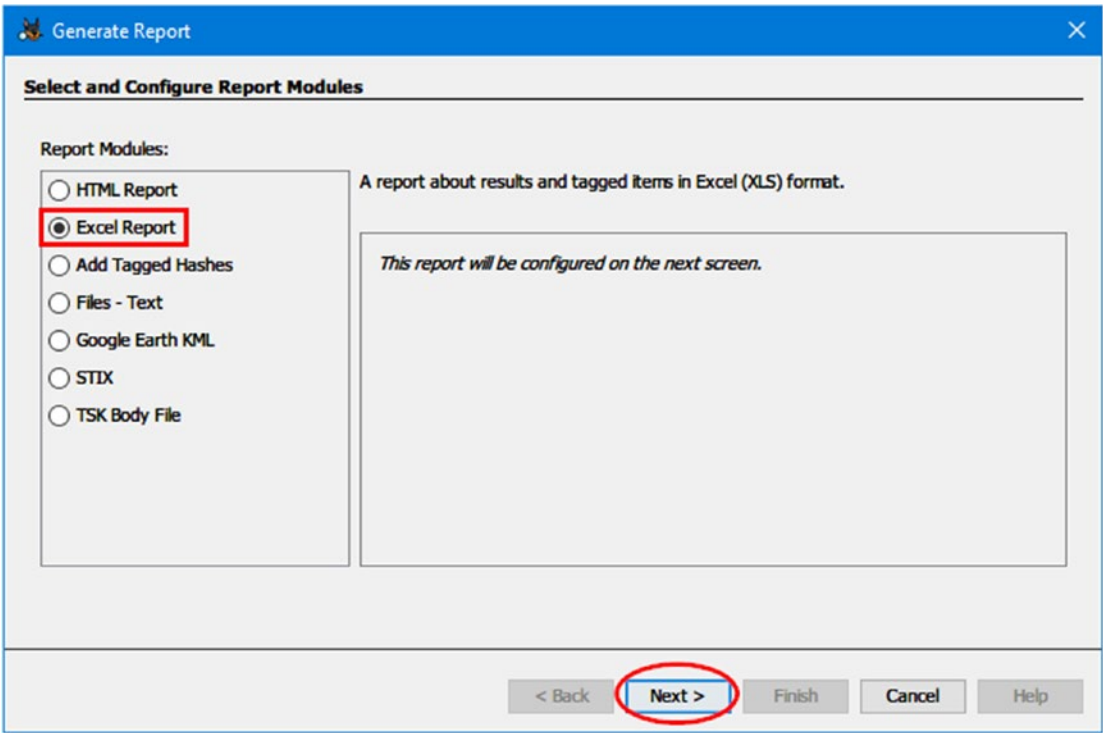 Generate Report
Select and Configure Report Modules
Report Modules:
HTML Report
Excel Report
Add Tagged Hashes
Files - Text
Google Earth KML
STIX
TSK Body File
A report about results and tagged items in Excel (XLS) format.
This report will be configured on the next screen.
< Back
Next >
Finish
Cancel
Help